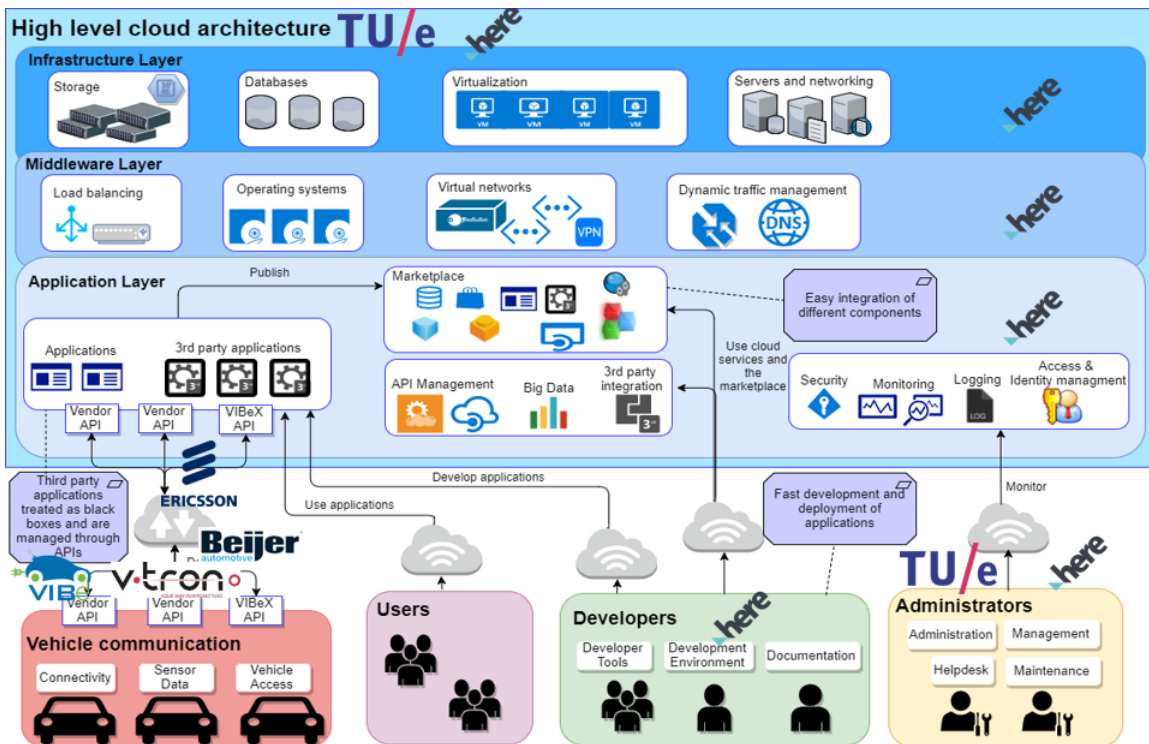 High level cloud architecture TU/e here
Infrastructure Layer
Storage
Databases
Virtualization
VM VM VM VM
Servers and networking
here
Middleware Layer
Load balancing
Operating systems
Virtual networks
VPN
Dynamic traffic management
DNS
here
Application Layer
Publish
Marketplace
3
Easy integration of
different components
here
Applications
3rd party applications
3rd 3rd 3rd
Vendor
API
Vendor
API
VIBeX
API
API Management
Big Data
3rd party
integration
3rd
Use cloud
services and
the
marketplace
Security
Monitoring
Logging
LOG
Access &
Identity managment
Third party
applications
treated as black
boxes and are
managed through
APIs
ERICSSON
Beijer
automotive
Use applications
Develop applications
Fast development and
deployment of
applications
Monitor
VIBe
v-tron
Vendor
API
Vendor
API
VIBeX
API
Vehicle communication
Connectivity
Sensor
Data
Vehicle
Access
Users
Developers
here
Developer
Tools
Development
Environment
Documentation
TU/e
here
Administrators
Administration
Management
Helpdesk
Maintenance